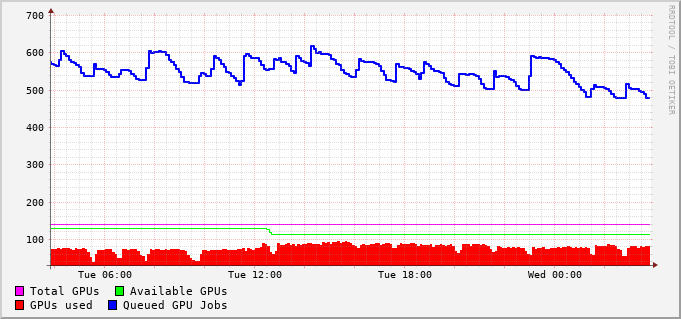 700
600
500
400
300
200
100
Tue 06:00 Tue 12:00 Tue 18:00 Wed 00:00
Total GPUs Available GPUs
GPUs used Queued GPU Jobs
RRDTOOL / TOBI OETIKER